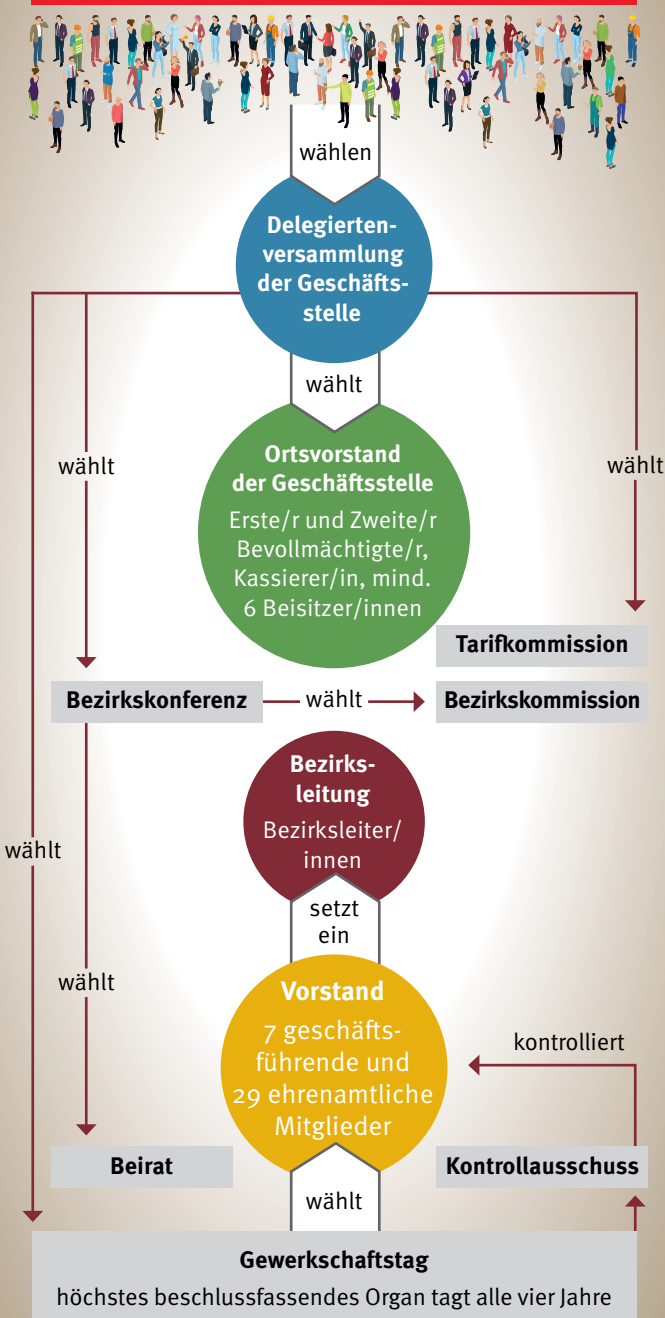 wählen
Delegierten-
versammlung
der Geschäfts-
stelle
wählt
wählt
wählt
Ortsvorstand
der Geschäftsstelle
Erste/r und Zweite/r
Bevollmächtigte/r,
Kassierer/in, mind.
6 Beisitzer/innen
Tarifkommission
Bezirkskonferenz
wählt
Bezirkskommission
Bezirks-
leitung
Bezirksleiter/
innen
wählt
setzt
ein
wählt
Vorstand
7 geschäfts-
führende und
29 ehrenamtliche
Mitglieder
kontrolliert
Beirat
Kontrollausschuss
wählt
Gewerkschaftstag
höchstes beschlussfassendes Organ tagt alle vier Jahre